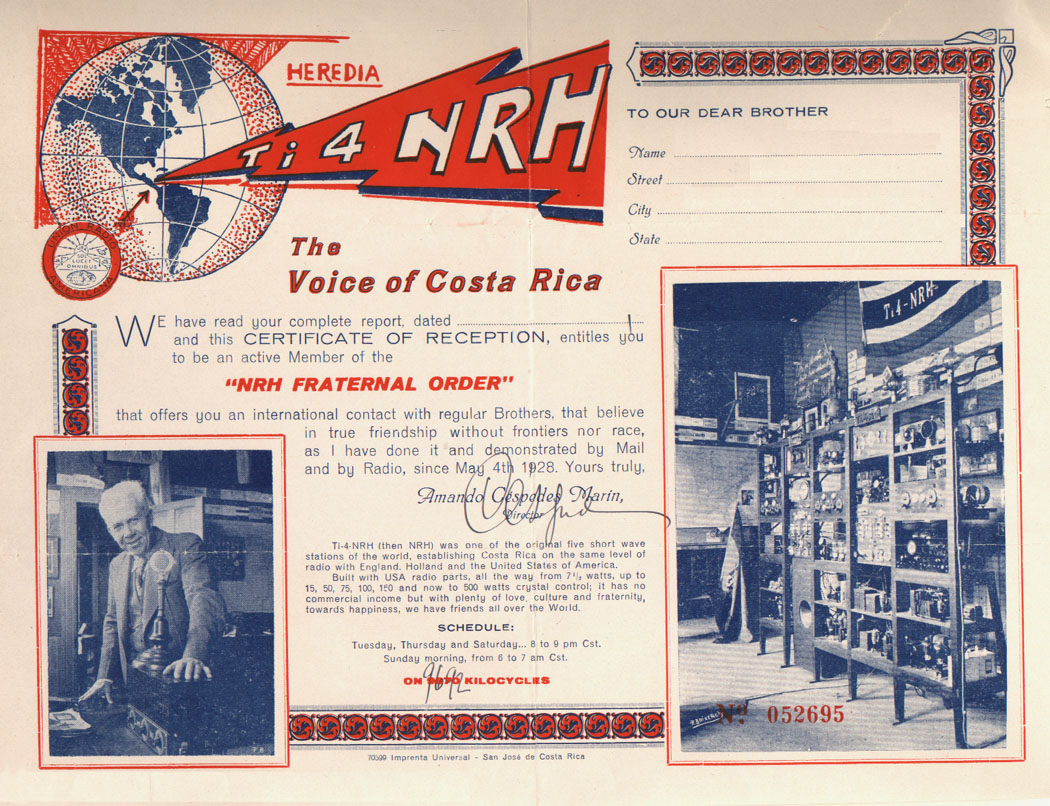 HEREDIA
Ti 4 NRH
UNION RADIO
SOL
LUCET
OMNIBUS
AMERICANA
The
Voice of Costa Rica
TO OUR DEAR BROTHER
Name
Street
City
State
WE have read your complete report, dated
and this CERTIFICATE OF RECEPTION, entitles you
to be an active Member of the
"NRH FRATERNAL ORDER"
that offers you an international contact with regular Brothers, that believe
in true friendship without frontiers nor race,
as I have done it and demonstrated by Mail
and by Radio, since May 4th 1928. Yours truly,
Amando Céspedes Marín,
Director
Ti-4-NRH (then NRH) was one of the original five short wave
stations of the world, establishing Costa Rica on the same level of
radio with England, Holland and the United States of America.
Built with USA radio parts, all the way from 7½ watts, up to
15, 50, 75, 100, 150 and now to 500 watts crystal control; it has no
commercial income but with plenty of love, culture and fraternity,
towards happiness, we have friends all over the World.
SCHEDULE:
Tuesday, Thursday and Saturday... 8 to 9 pm Cst.
Sunday morning, from 6 to 7 am Cst.
ON 9692 KILOCYCLES
Ti4-NRH-
Nº 052695
P.B.
70599 Imprenta Universal - San José de Costa Rica